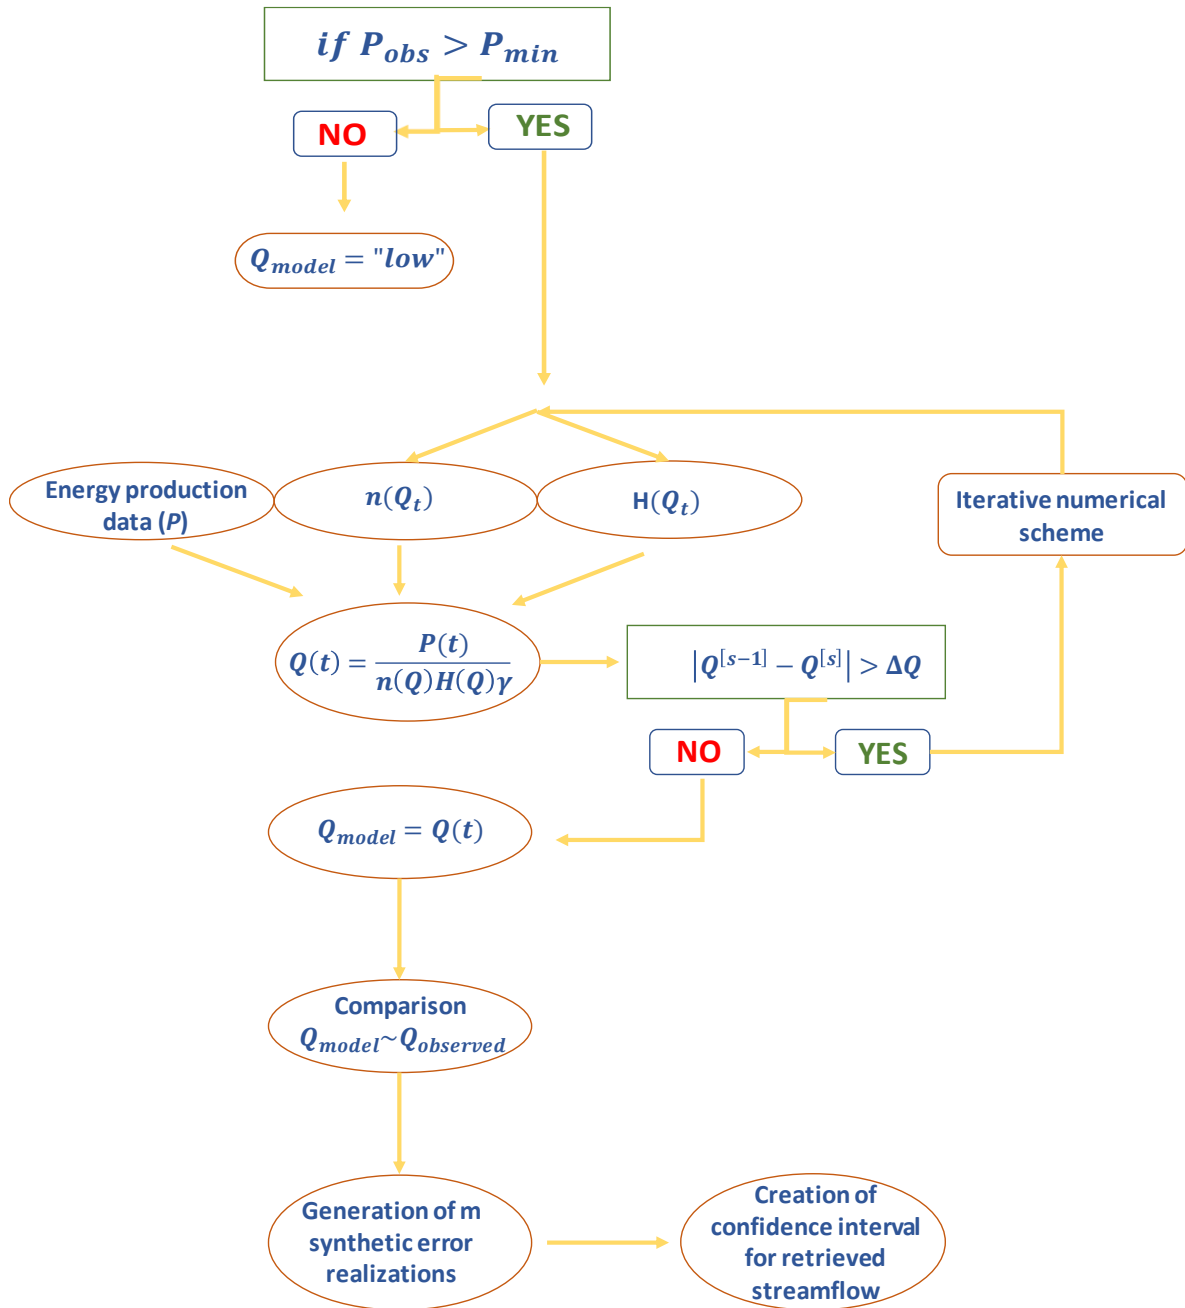 if P_obs > P_min
NO
YES
Q_model = "low"
Energy production
data (P)
n(Q_t)
H(Q_t)
Iterative numerical
scheme
Q(t) = P(t) / n(Q)H(Q)γ
|Q^[s−1] − Q^[s]| > ΔQ
NO
YES
Q_model = Q(t)
Comparison
Q_model~Q_observed
Generation of m
synthetic error
realizations
Creation of
confidence interval
for retrieved
streamflow